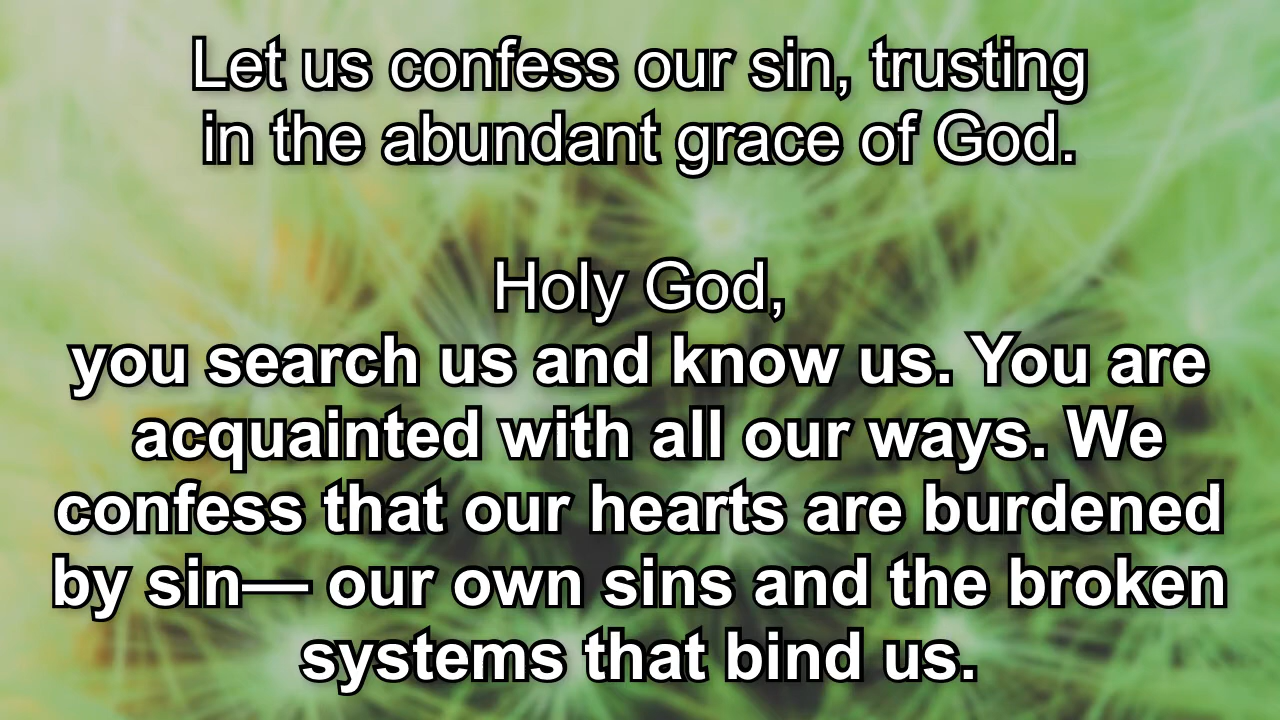 Let us confess our sin, trusting
in the abundant grace of God.
Holy God,
you search us and know us. You are
acquainted with all our ways. We
confess that our hearts are burdened
by sin— our own sins and the broken
systems that bind us.